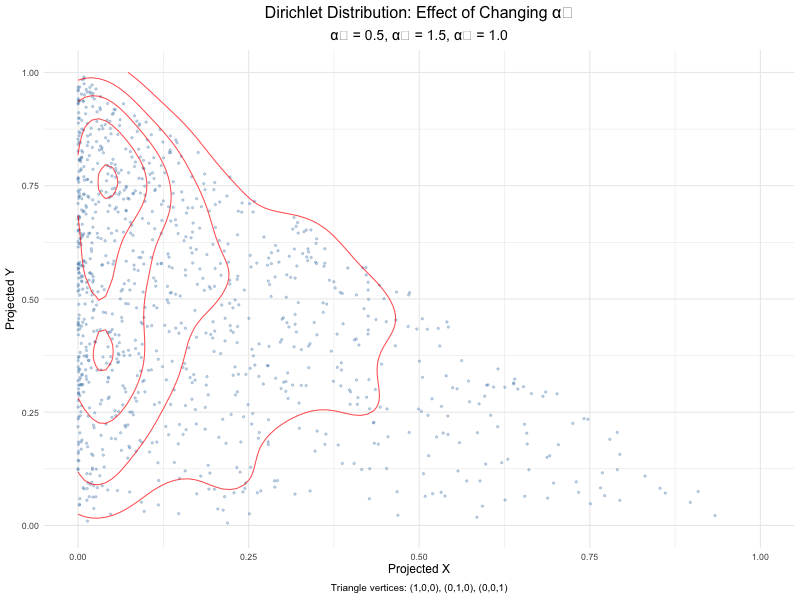 Dirichlet Distribution: Effect of Changing α▯
α▯ = 0.5, α▯ = 1.5, α▯ = 1.0
1.00
0.75
0.50
0.25
0.00
Projected Y
0.00 0.25 0.50 0.75 1.00
Projected X
Triangle vertices: (1,0,0), (0,1,0), (0,0,1)